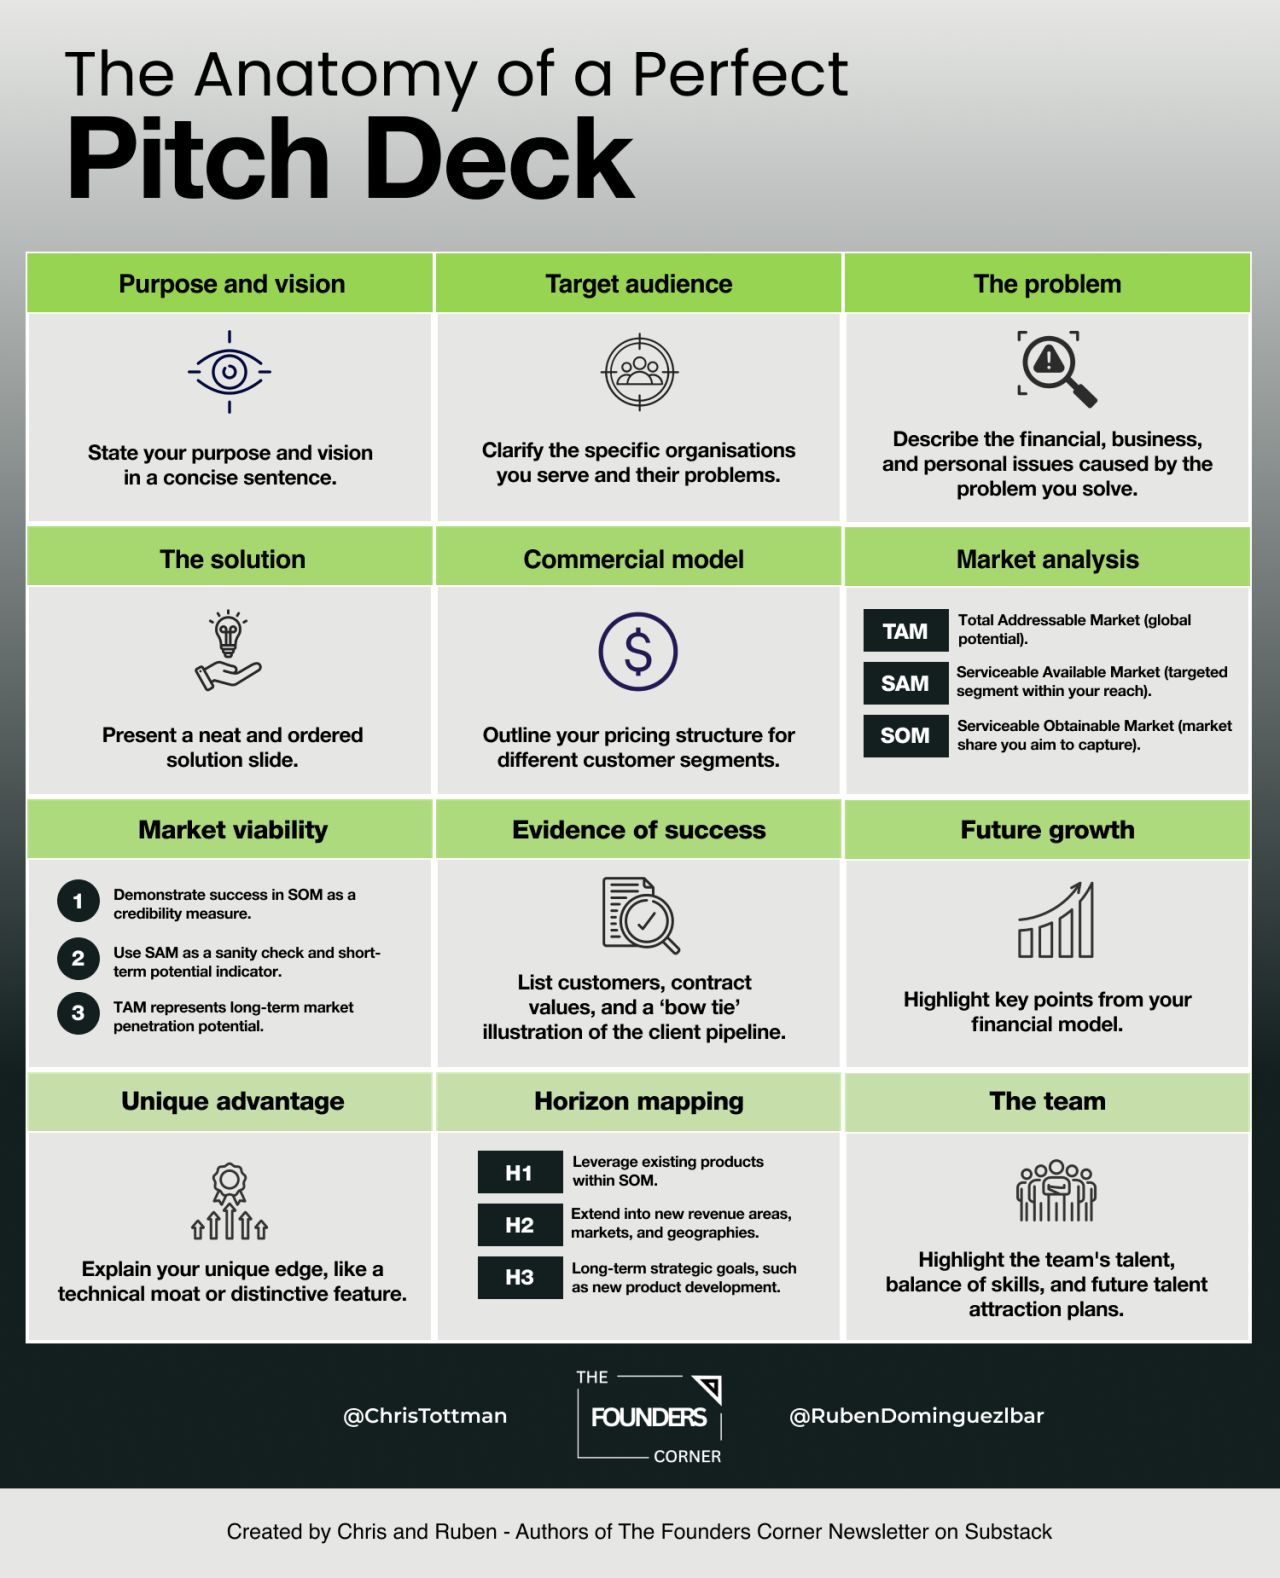 The Anatomy of a Perfect
Pitch Deck
Purpose and vision
State your purpose and vision
in a concise sentence.
Target audience
Clarify the specific organisations
you serve and their problems.
The problem
Describe the financial, business,
and personal issues caused by the
problem you solve.
The solution
Present a neat and ordered
solution slide.
Commercial model
$
Outline your pricing structure for
different customer segments.
Market analysis
TAM
Total Addressable Market (global
potential).
SAM
Serviceable Available Market (targeted
segment within your reach).
SOM
Serviceable Obtainable Market (market
share you aim to capture).
Market viability
1
Demonstrate success in SOM as a
credibility measure.
2
Use SAM as a sanity check and short-
term potential indicator.
3
TAM represents long-term market
penetration potential.
Evidence of success
List customers, contract
values, and a ‘bow tie’
illustration of the client pipeline.
Future growth
Highlight key points from your
financial model.
Unique advantage
Explain your unique edge, like a
technical moat or distinctive feature.
Horizon mapping
H1
Leverage existing products
within SOM.
H2
Extend into new revenue areas,
markets, and geographies.
H3
Long-term strategic goals, such
as new product development.
The team
Highlight the team's talent,
balance of skills, and future talent
attraction plans.
@ChrisTottman
THE
FOUNDERS
CORNER
@RubenDominguezIbar
Created by Chris and Ruben - Authors of The Founders Corner Newsletter on Substack